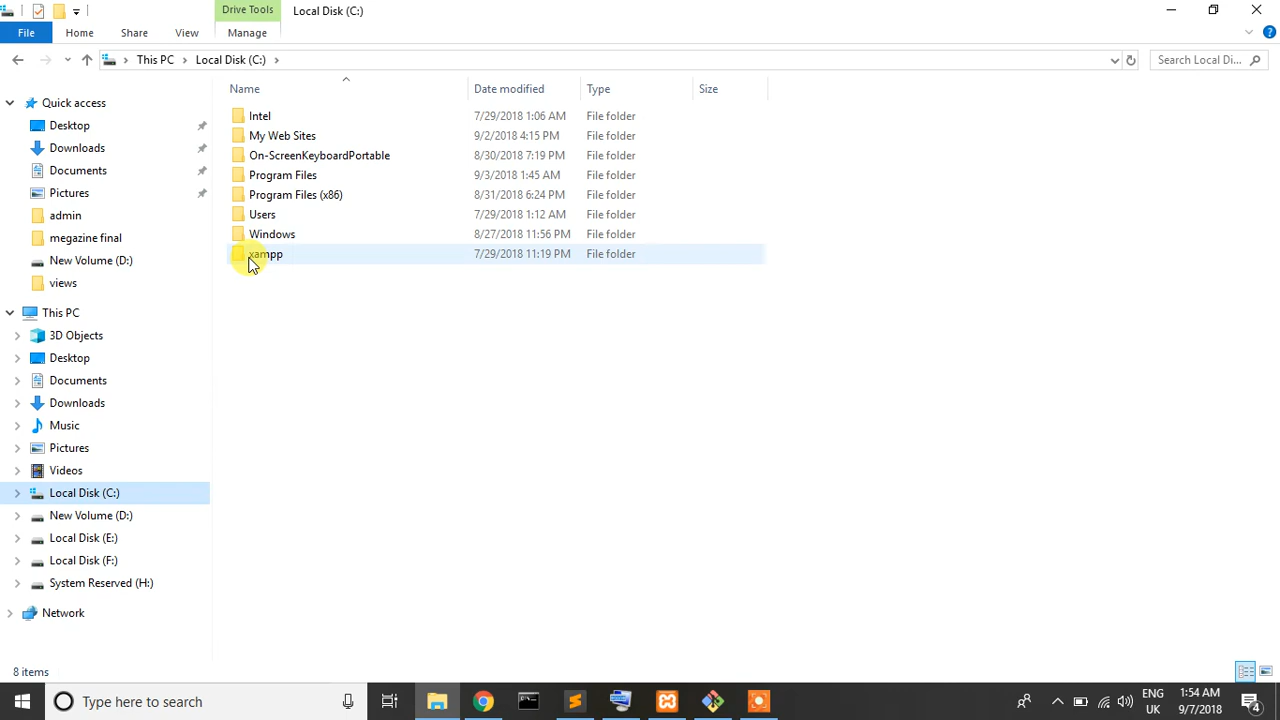 Drive Tools
Local Disk (C:)
File
Home
Share
View
Manage
This PC
Local Disk (C:)
Search Local Di...
Name
Date modified
Type
Size
Quick access
Desktop
Downloads
Documents
Pictures
admin
megazine final
New Volume (D:)
views
This PC
3D Objects
Desktop
Documents
Downloads
Music
Pictures
Videos
Local Disk (C:)
New Volume (D:)
Local Disk (E:)
Local Disk (F:)
System Reserved (H:)
Network
Intel 7/29/2018 1:06 AM File folder
My Web Sites 9/2/2018 4:15 PM File folder
On-ScreenKeyboardPortable 8/30/2018 7:19 PM File folder
Program Files 9/3/2018 1:45 AM File folder
Program Files (x86) 8/31/2018 6:24 PM File folder
Users 7/29/2018 1:12 AM File folder
Windows 8/27/2018 11:56 PM File folder
xampp 7/29/2018 11:19 PM File folder
8 items
Type here to search
ENG
UK
1:54 AM
9/7/2018
4